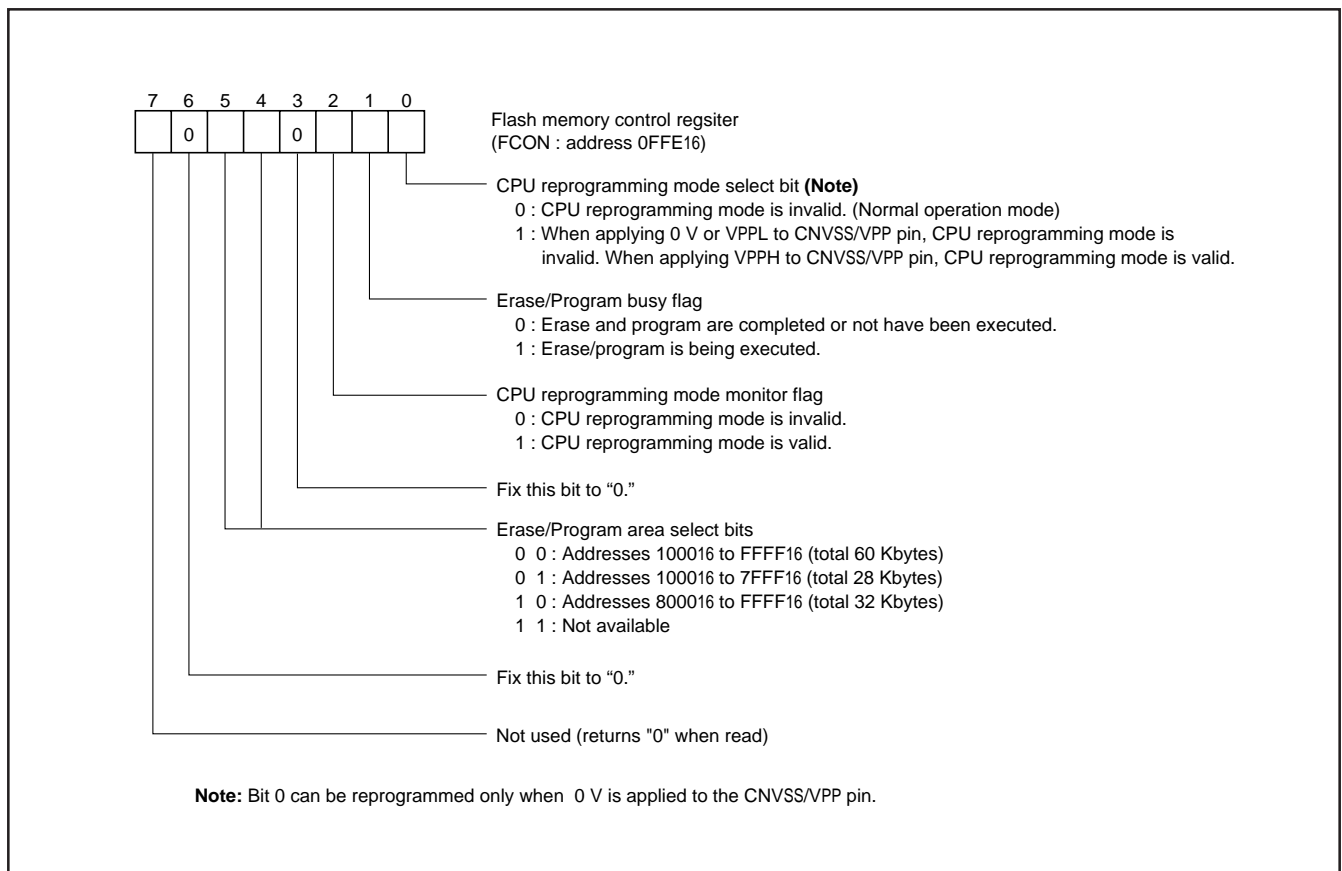 7 6 5 4 3 2 1 0
0 0
Flash memory control regsiter
(FCON : address 0FFE16)
CPU reprogramming mode select bit (Note)
0 : CPU reprogramming mode is invalid. (Normal operation mode)
1 : When applying 0 V or VPPL to CNVSS/VPP pin, CPU reprogramming mode is
invalid. When applying VPPH to CNVSS/VPP pin, CPU reprogramming mode is valid.
Erase/Program busy flag
0 : Erase and program are completed or not have been executed.
1 : Erase/program is being executed.
CPU reprogramming mode monitor flag
0 : CPU reprogramming mode is invalid.
1 : CPU reprogramming mode is valid.
Fix this bit to “0.”
Erase/Program area select bits
0 0 : Addresses 100016 to FFFF16 (total 60 Kbytes)
0 1 : Addresses 100016 to 7FFF16 (total 28 Kbytes)
1 0 : Addresses 800016 to FFFF16 (total 32 Kbytes)
1 1 : Not available
Fix this bit to “0.”
Not used (returns "0" when read)
Note: Bit 0 can be reprogrammed only when 0 V is applied to the CNVSS/VPP pin.